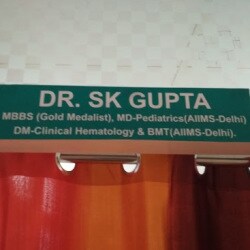 DR. SK GUPTA
MBBS (Gold Medalist), MD-Pediatrics(AIIMS-Delhi)
DM-Clinical Hematology & BMT(AIIMS-Delhi).